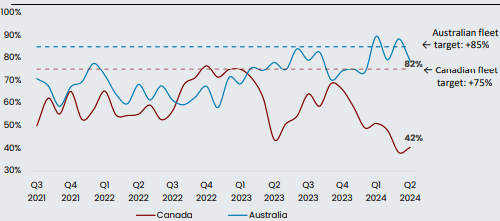 100%
90%
80%
70%
60%
50%
40%
30%
Australian fleet
target: +85%
82%
Canadian fleet
target: +75%
42%
Q3 Q4 Q1 Q2 Q3 Q4 Q1 Q2 Q3 Q4 Q1 Q2
2021 2021 2022 2022 2022 2022 2023 2023 2023 2023 2024 2024
Canada Australia